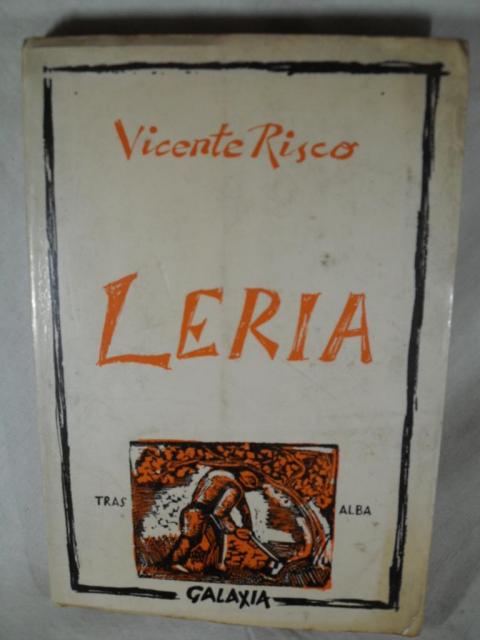 Vicente Risco
LERIA
TRAS ALBA
GALAXIA